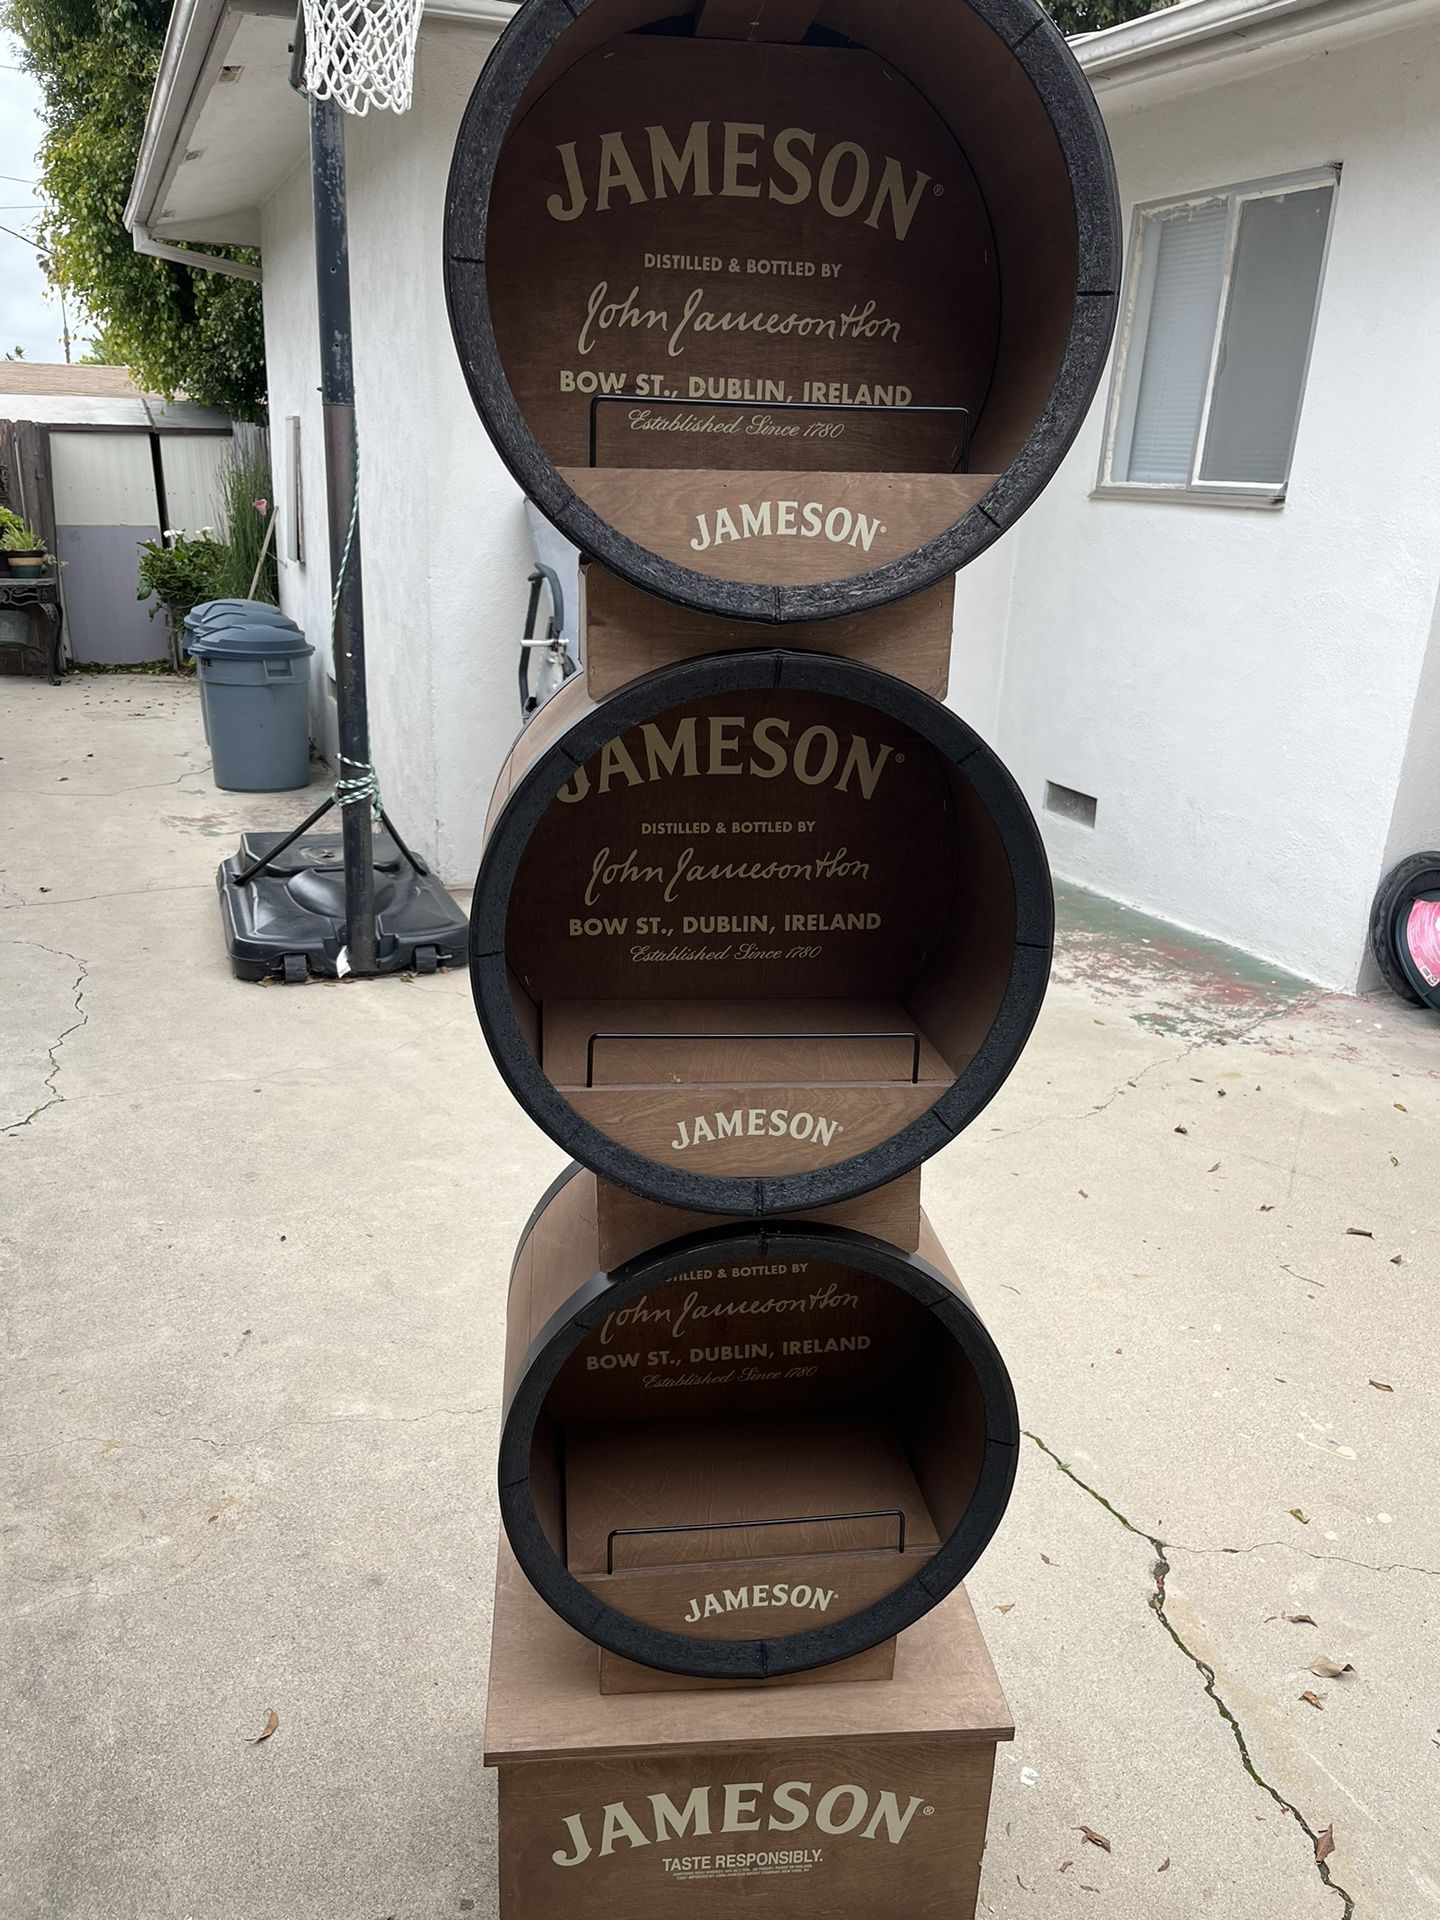 JAMESON®
DISTILLED & BOTTLED BY
John Jameson & Son
BOW ST., DUBLIN, IRELAND
Established Since 1780
JAMESON®
JAMESON®
DISTILLED & BOTTLED BY
John Jameson & Son
BOW ST., DUBLIN, IRELAND
Established Since 1780
JAMESON®
& BOTTLED BY
John Jameson & Son
BOW ST., DUBLIN, IRELAND
Established Since 1780
JAMESON®
JAMESON®
TASTE RESPONSIBLY.